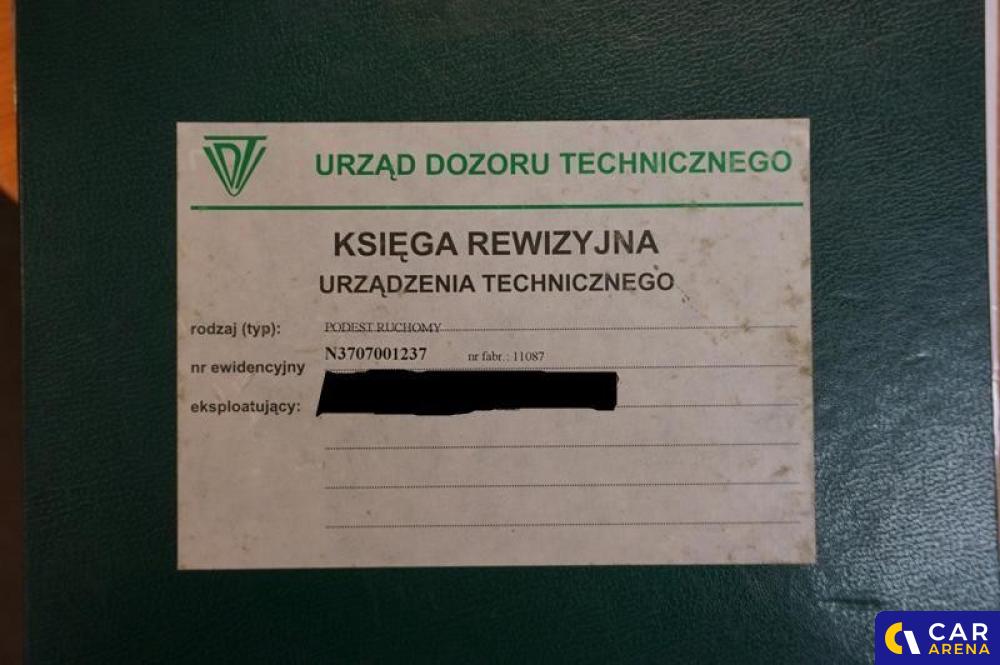 UDT
URZĄD DOZORU TECHNICZNEGO
KSIĘGA REWIZYJNA
URZĄDZENIA TECHNICZNEGO
rodzaj (typ): PODEST RUCHOMY
nr ewidencyjny N3707001237 nr fabr.: 11087
eksploatujący:
CAR
ARENA